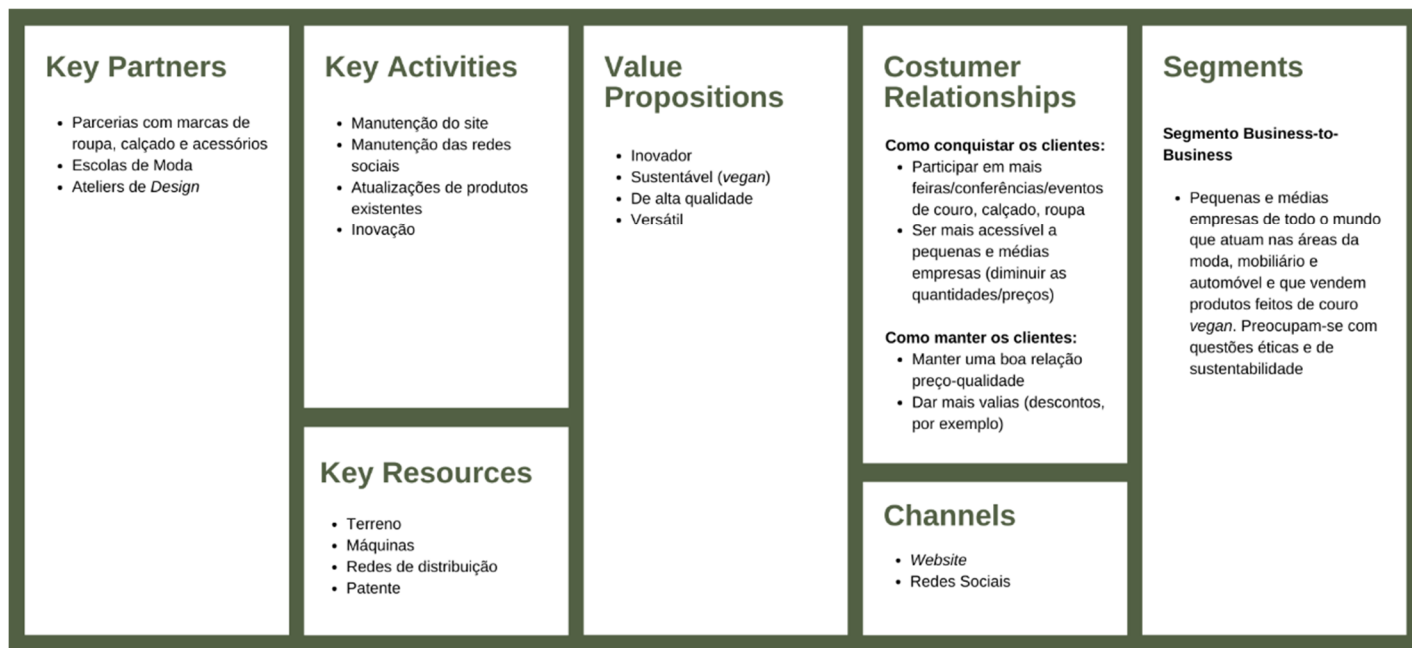 Key Partners
• Parcerias com marcas de
roupa, calçado e acessórios
• Escolas de Moda
• Ateliers de Design
Key Activities
• Manutenção do site
• Manutenção das redes
sociais
• Atualizações de produtos
existentes
• Inovação
Key Resources
• Terreno
• Máquinas
• Redes de distribuição
• Patente
Value
Propositions
• Inovador
• Sustentável (vegan)
• De alta qualidade
• Versátil
Costumer
Relationships
Como conquistar os clientes:
• Participar em mais
feiras/conferências/eventos
de couro, calçado, roupa
• Ser mais acessível a
pequenas e médias
empresas (diminuir as
quantidades/preços)
Como manter os clientes:
• Manter uma boa relação
preço-qualidade
• Dar mais valias (descontos,
por exemplo)
Channels
• Website
• Redes Sociais
Segments
Segmento Business-to-
Business
• Pequenas e médias
empresas de todo o mundo
que atuam nas áreas da
moda, mobiliário e
automóvel e que vendem
produtos feitos de couro
vegan. Preocupam-se com
questões éticas e de
sustentabilidade